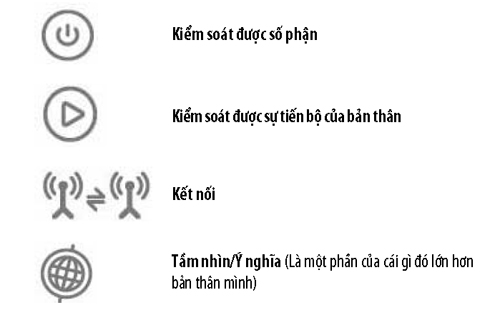 Kiểm soát được số phận
Kiểm soát được sự tiến bộ của bản thân
Kết nối
Tầm nhìn/Ý nghĩa (Là một phần của cái gì đó lớn hơn
bản thân mình)